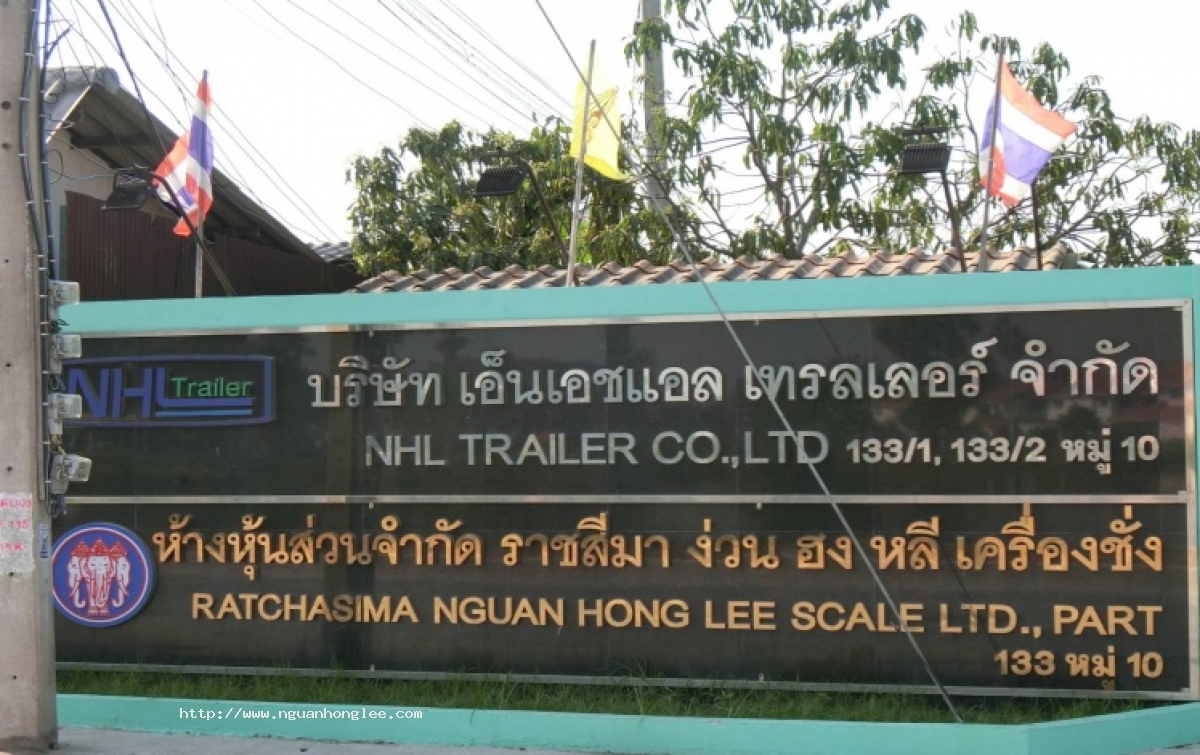 NHL Trailer
บริษัท เอ็นเอชแอล เทรลเลอร์ จำกัด
NHL TRAILER CO.,LTD 133/1, 133/2 หมู่ 10
ห้างหุ้นส่วนจำกัด ราชสีมา ง่วน ฮง หลี เครื่องชั่ง
RATCHASIMA NGUAN HONG LEE SCALE LTD., PART
133 หมู่ 10
http://www.nguanhonglee.com